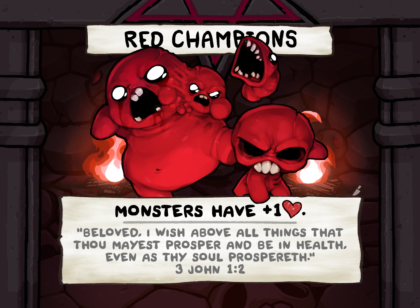 RED CHAMPIONS
MONSTERS HAVE +1❤.
"BELOVED, I WISH ABOVE ALL THINGS THAT
THOU MAYEST PROSPER AND BE IN HEALTH,
EVEN AS THY SOUL PROSPERETH."
3 JOHN 1:2